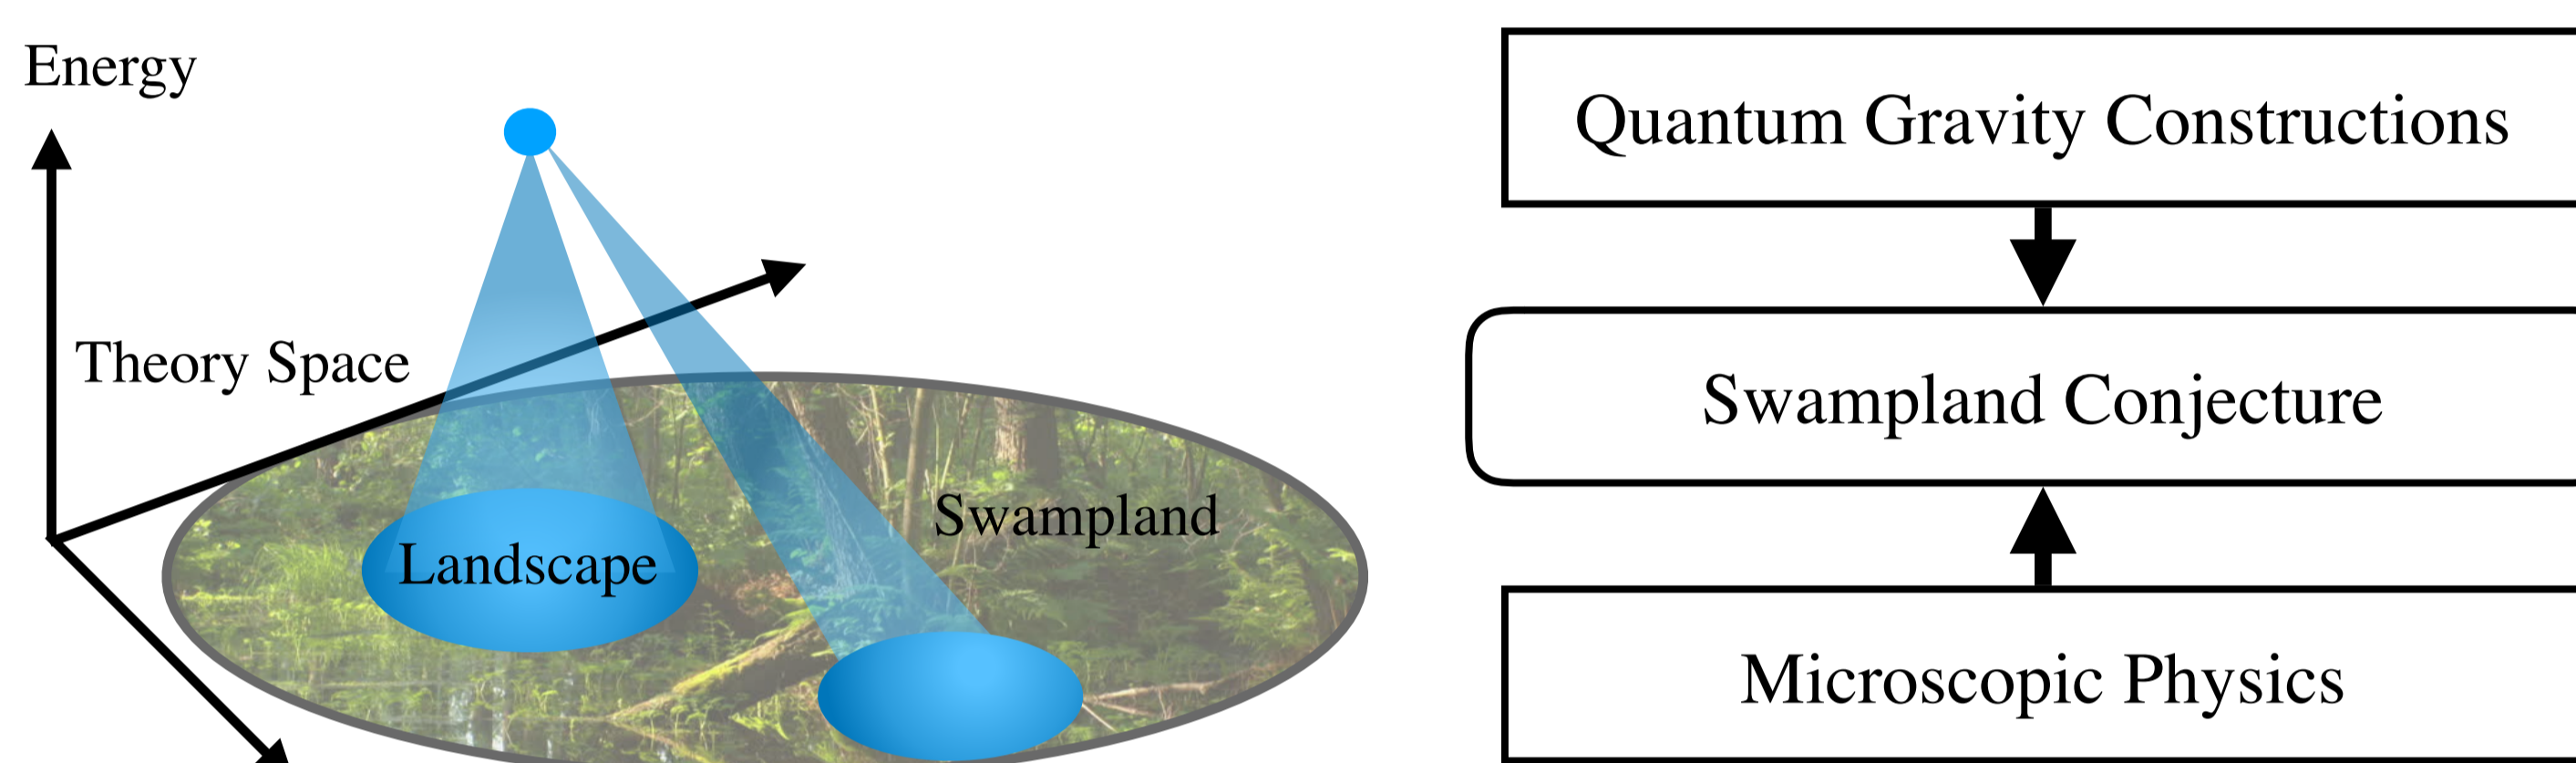 Energy
Theory Space
Landscape
Swampland
Quantum Gravity Constructions
Swampland Conjecture
Microscopic Physics